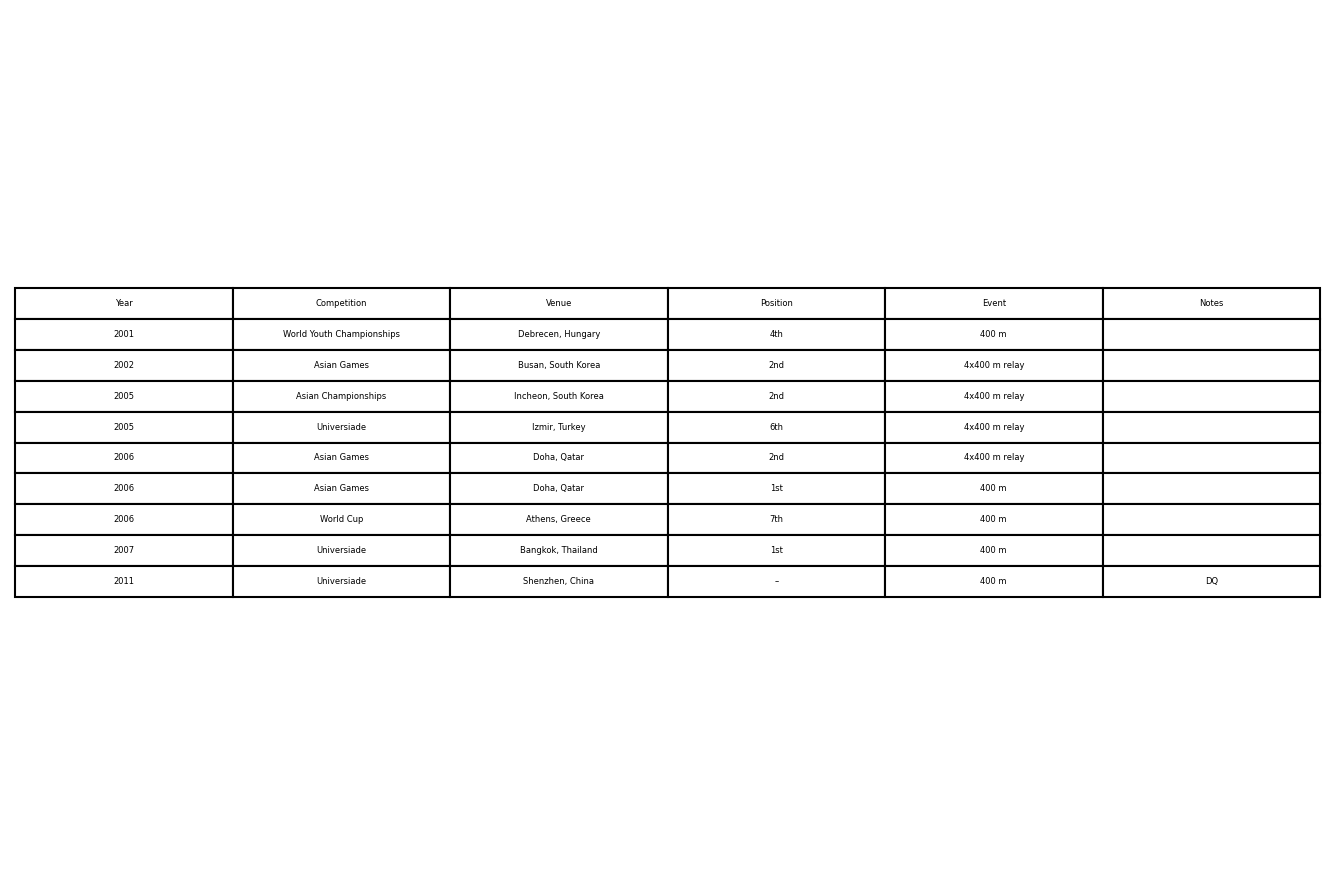 Year Competition Venue Position Event Notes
2001 World Youth Championships Debrecen, Hungary 4th 400 m
2002 Asian Games Busan, South Korea 2nd 4x400 m relay
2005 Asian Championships Incheon, South Korea 2nd 4x400 m relay
2005 Universiade Izmir, Turkey 6th 4x400 m relay
2006 Asian Games Doha, Qatar 2nd 4x400 m relay
2006 Asian Games Doha, Qatar 1st 400 m
2006 World Cup Athens, Greece 7th 400 m
2007 Universiade Bangkok, Thailand 1st 400 m
2011 Universiade Shenzhen, China – 400 m DQ